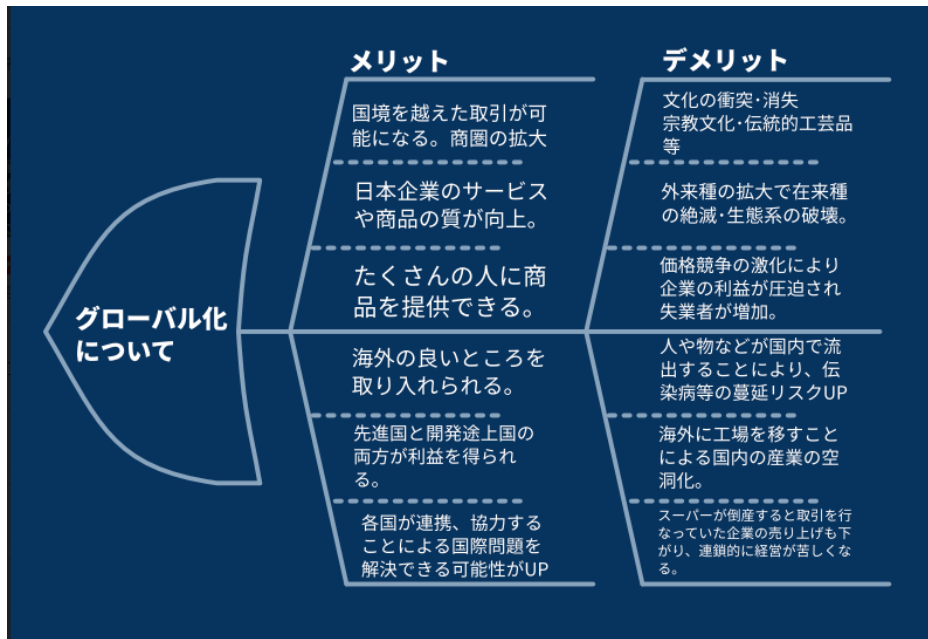 グローバル化
について
メリット
国境を越えた取引が可
能になる。商圏の拡大
日本企業のサービス
や商品の質が向上。
たくさんの人に商
品を提供できる。
海外の良いところを
取り入れられる。
先進国と開発途上国の
両方が利益を得られ
る。
各国が連携、協力する
ことによる国際問題を
解決できる可能性がUP
デメリット
文化の衝突･消失
宗教文化･伝統的工芸品
等
外来種の拡大で在来種
の絶滅･生態系の破壊。
価格競争の激化により
企業の利益が圧迫され
失業者が増加。
人や物などが国内で流
出することにより、伝
染病等の蔓延リスクUP
海外に工場を移すこと
による国内の産業の空
洞化。
スーパーが倒産すると取引を行
なっていた企業の売り上げも下
がり、連鎖的に経営が苦しくな
る。